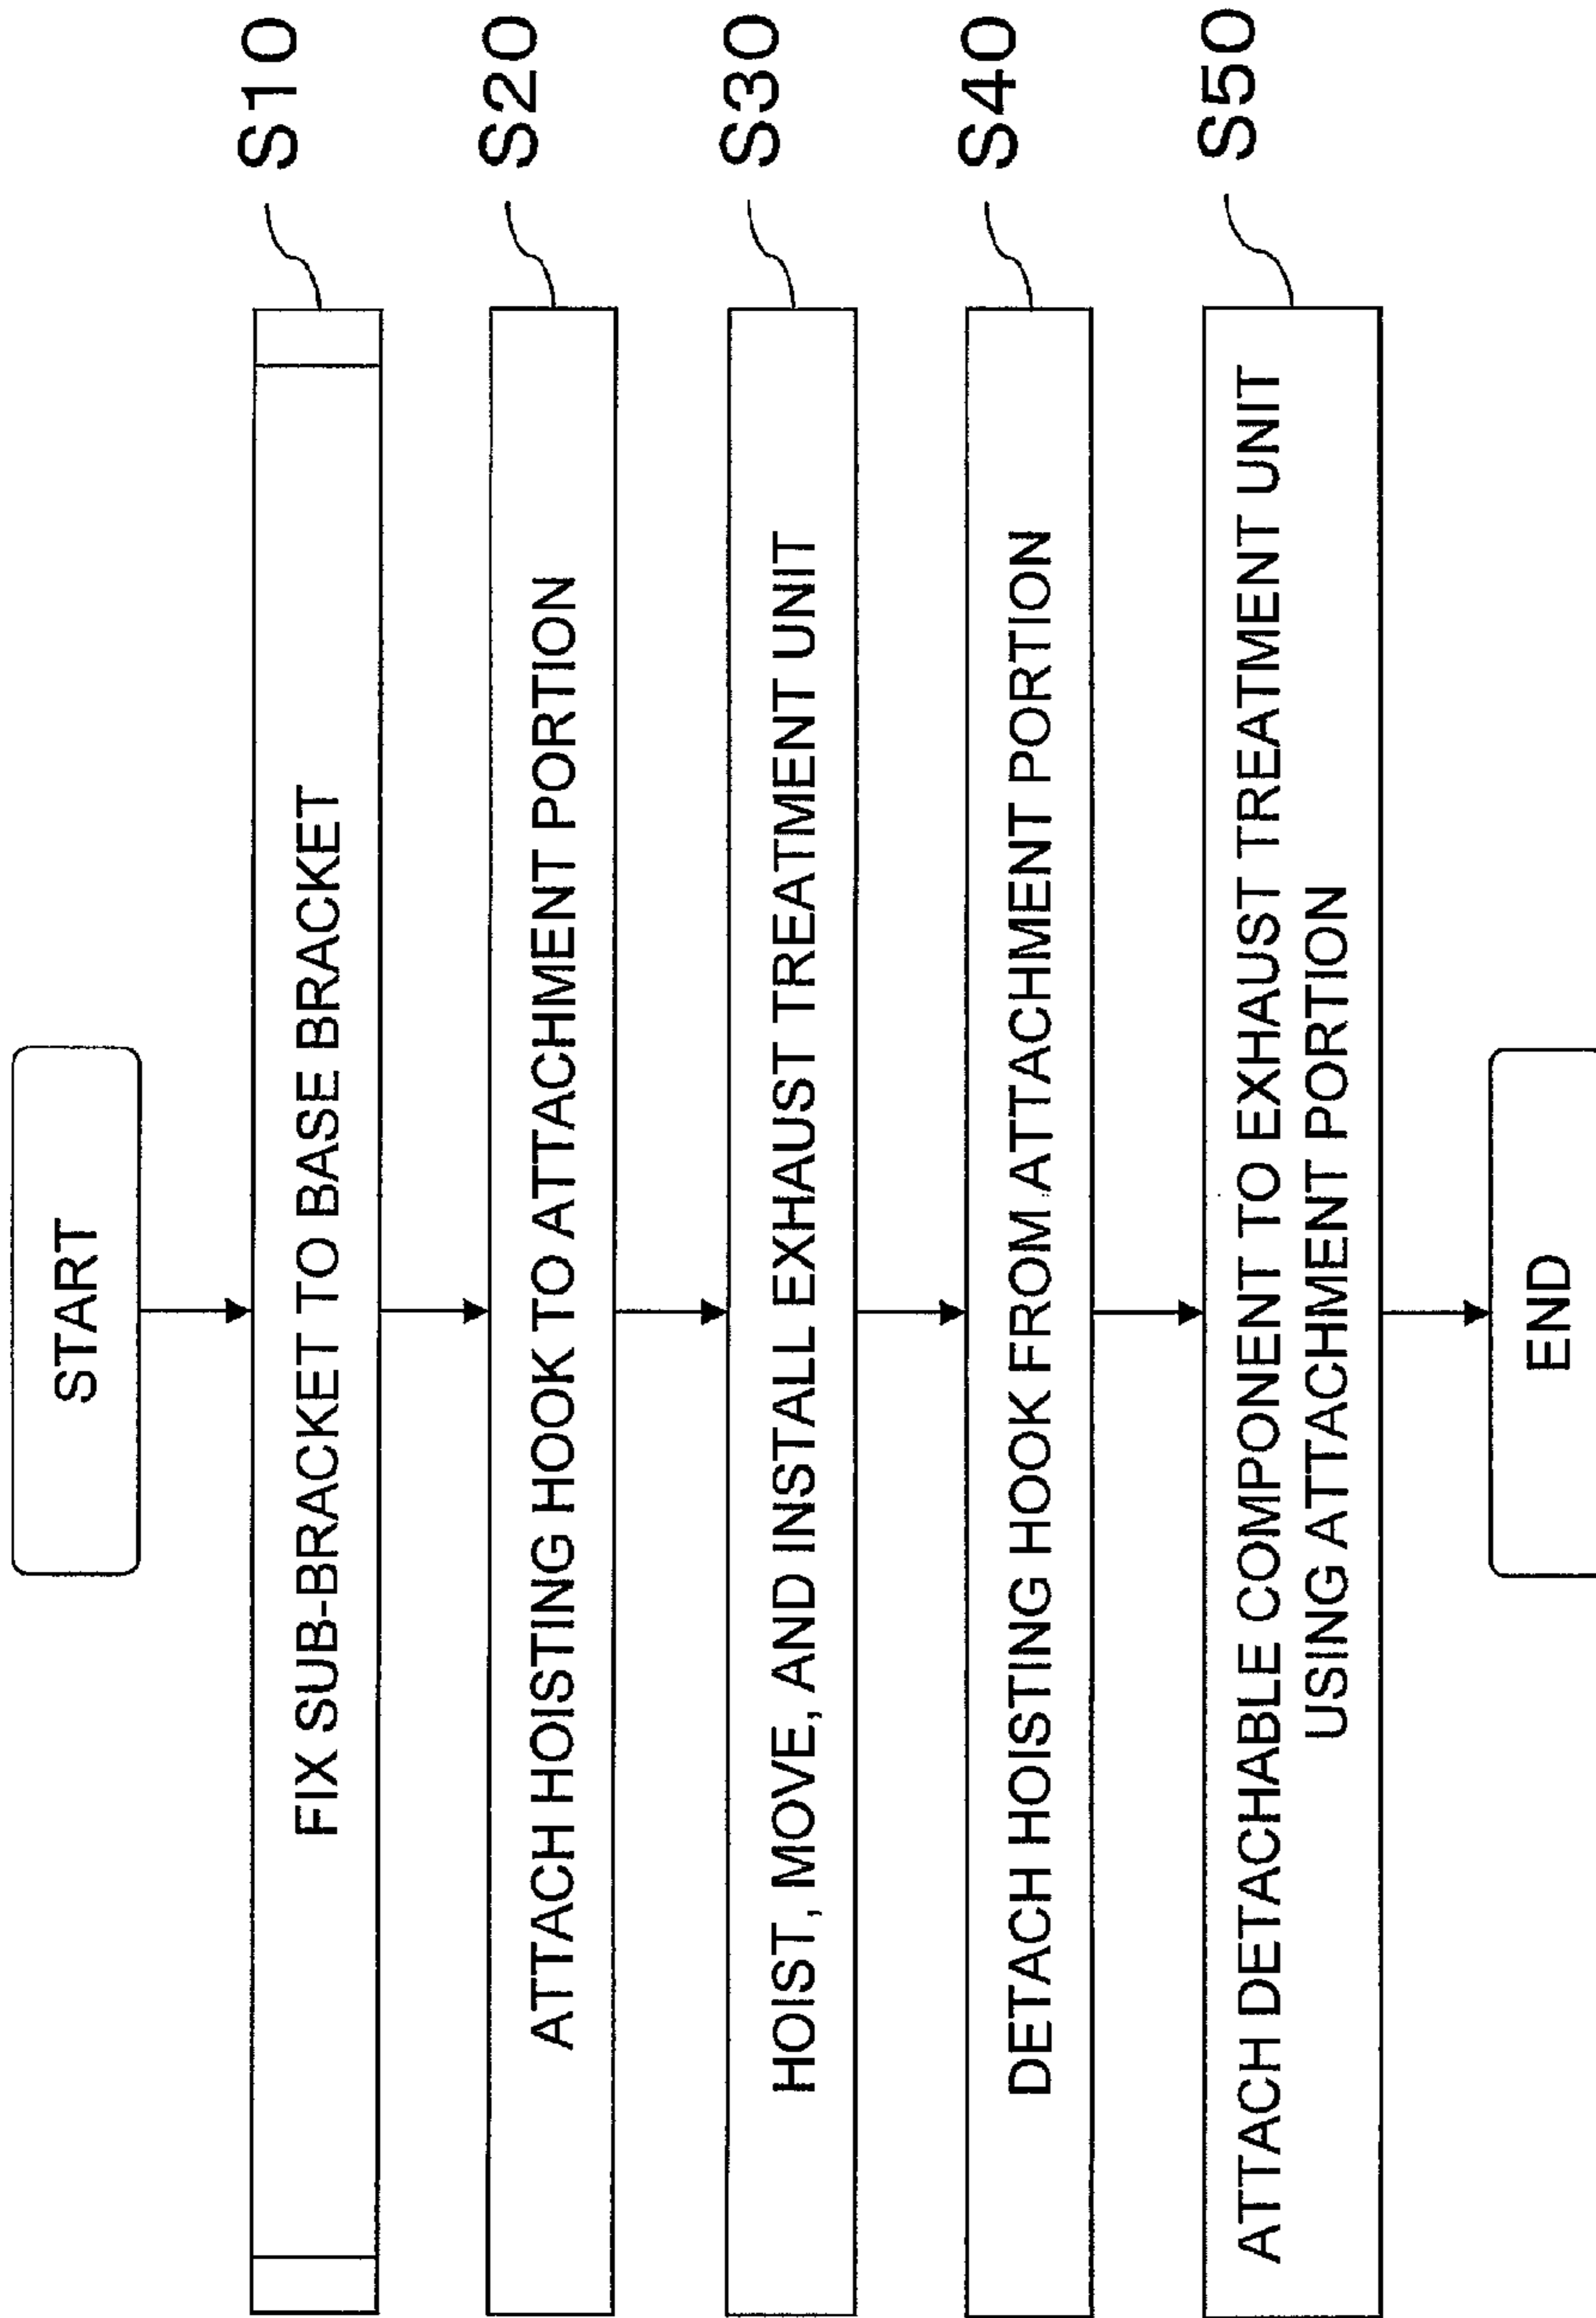 START
FIX SUB-BRACKET TO BASE BRACKET
S10
ATTACH HOISTING HOOK TO ATTACHMENT PORTION
S20
HOIST, MOVE, AND INSTALL EXHAUST TREATMENT UNIT
S30
DETACH HOISTING HOOK FROM ATTACHMENT PORTION
S40
ATTACH DETACHABLE COMPONENT TO EXHAUST TREATMENT UNIT
USING ATTACHMENT PORTION
S50
END